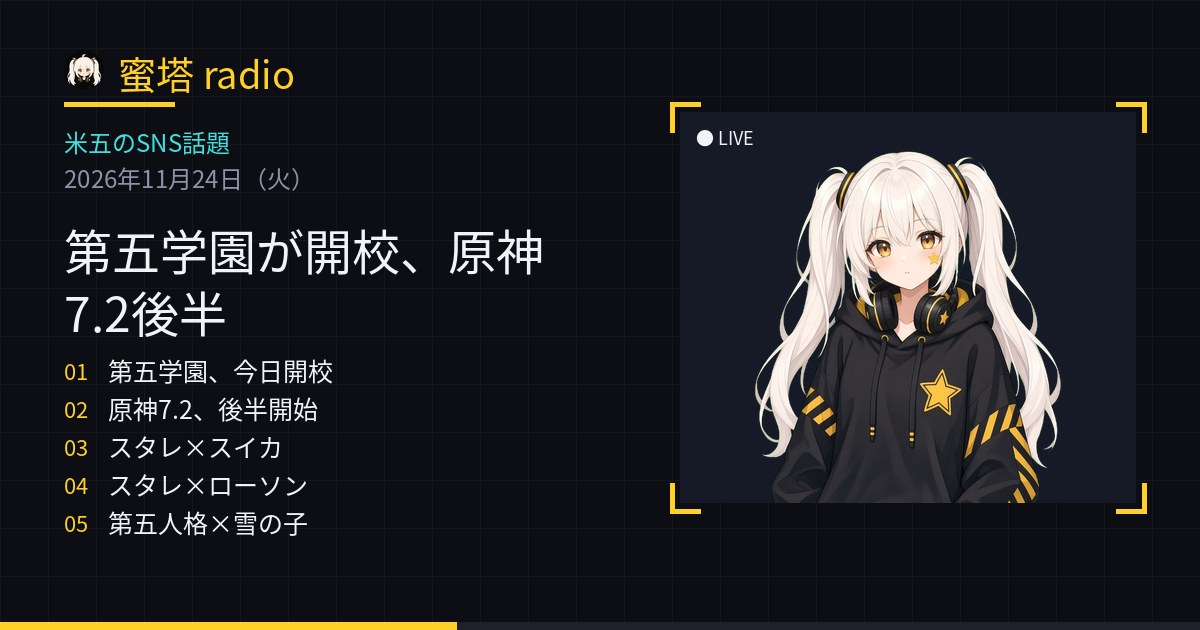 蜜塔 radio
米五のSNS話題
2026年11月24日（火）
第五学園が開校、原神
7.2後半
01 第五学園、今日開校
02 原神7.2、後半開始
03 スタレ×スイカ
04 スタレ×ローソン
05 第五人格×雪の子
LIVE